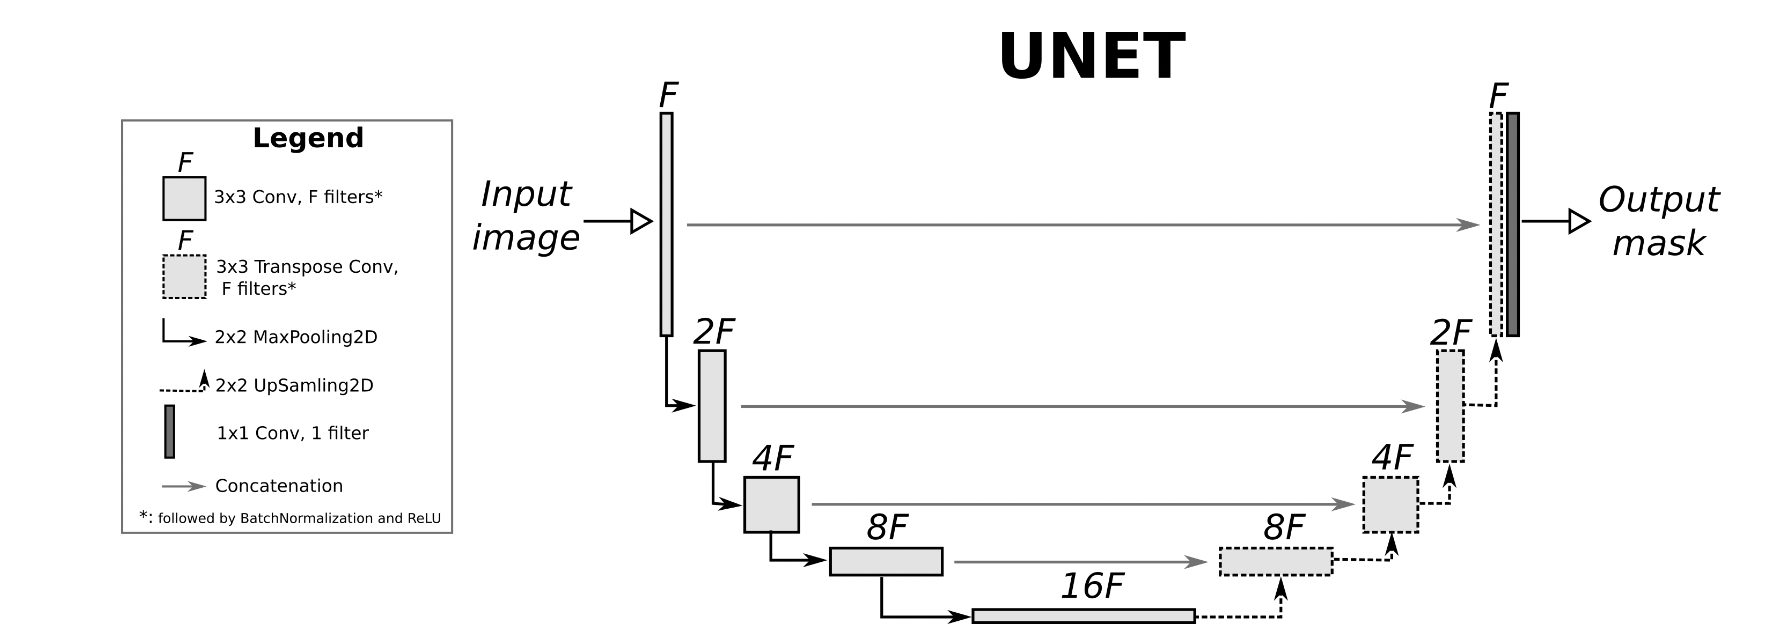 UNET
Legend
F
3x3 Conv, F filters*
F
3x3 Transpose Conv,
F filters*
2x2 MaxPooling2D
2x2 UpSamling2D
1x1 Conv, 1 filter
Concatenation
*: followed by BatchNormalization and ReLU
Input
image
F
2F
4F
8F
16F
8F
4F
2F
F
Output
mask